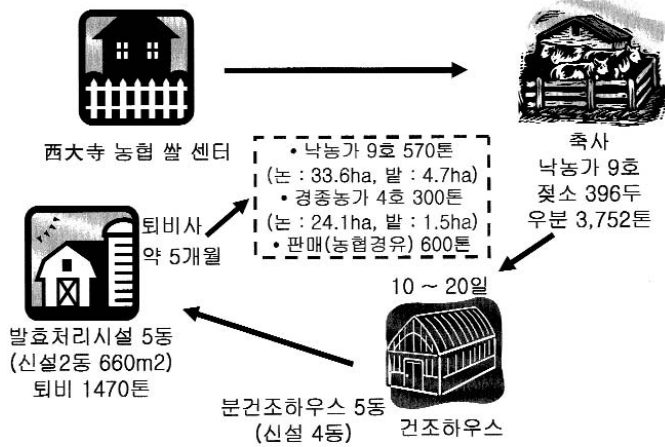 西大寺 농협 쌀 센터
축사
낙농가 9호
젖소 396두
우분 3,752톤
• 낙농가 9호 570톤
(논 : 33.6ha, 밭 : 4.7ha)
• 경종농가 4호 300톤
(논 : 24.1ha, 밭 : 1.5ha)
• 판매(농협경유) 600톤
퇴비사
약 5개월
발효처리시설 5동
(신설2동 660m2)
퇴비 1470톤
10 ~ 20일
건조하우스
분건조하우스 5동
(신설 4동)